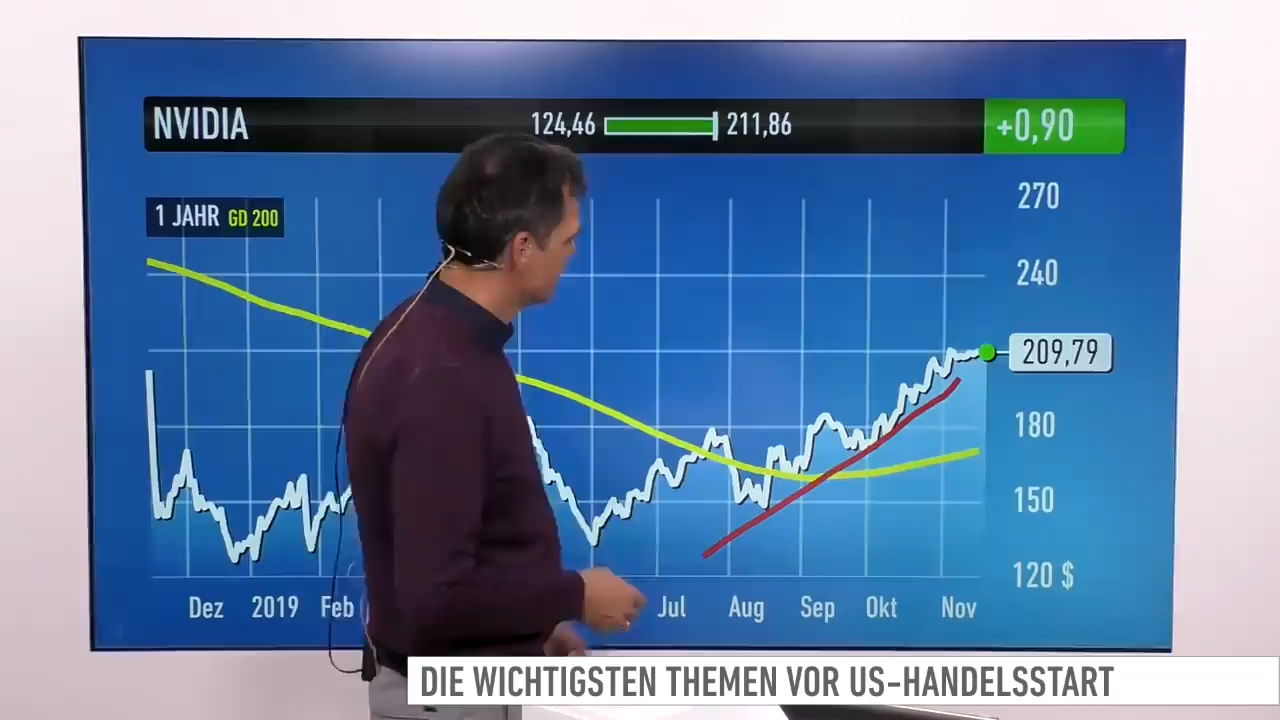 NVIDIA 124,46 211,86 +0,90
1 JAHR GD 200
270
240
209,79
180
150
120 $
Dez 2019 Feb Jul Aug Sep Okt Nov
DIE WICHTIGSTEN THEMEN VOR US-HANDELSSTART